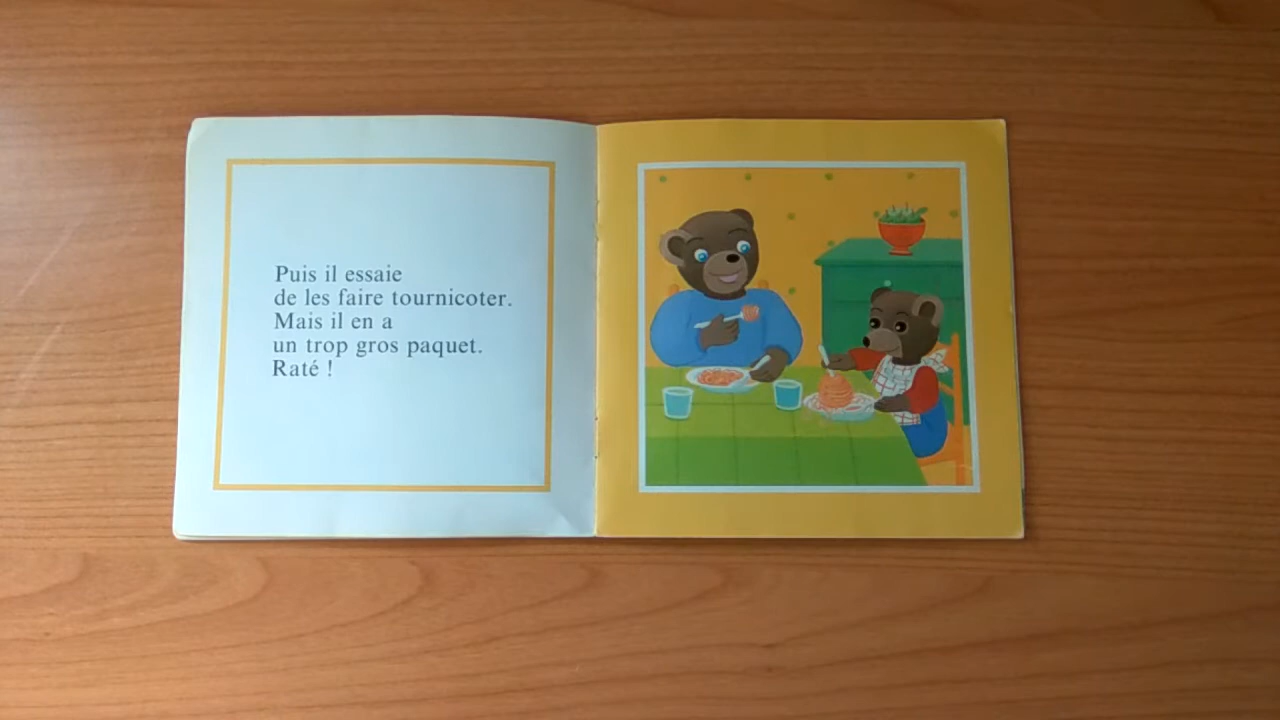 Puis il essaie
de les faire tournicoter.
Mais il en a
un trop gros paquet.
Raté !